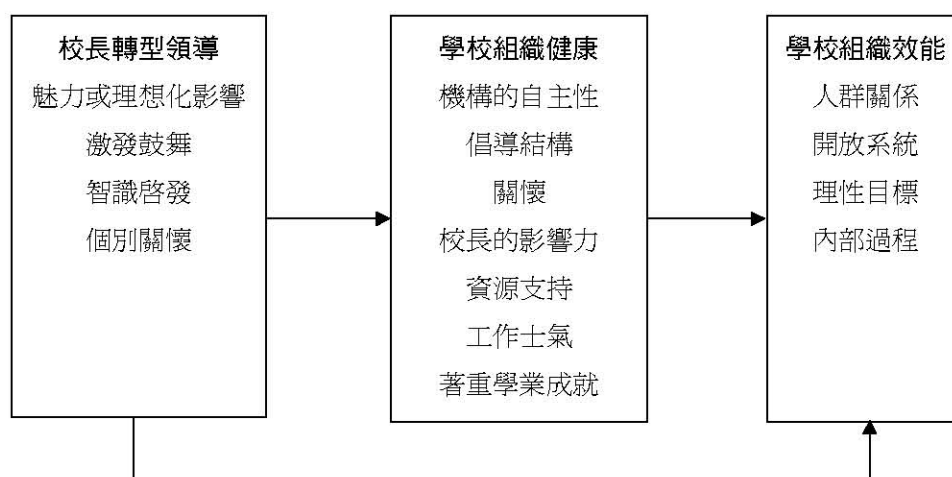 校長轉型領導
魅力或理想化影響
激發鼓舞
智識啓發
個別關懷
學校組織健康
機構的自主性
倡導結構
關懷
校長的影響力
資源支持
工作士氣
著重學業成就
學校組織效能
人群關係
開放系統
理性目標
內部過程